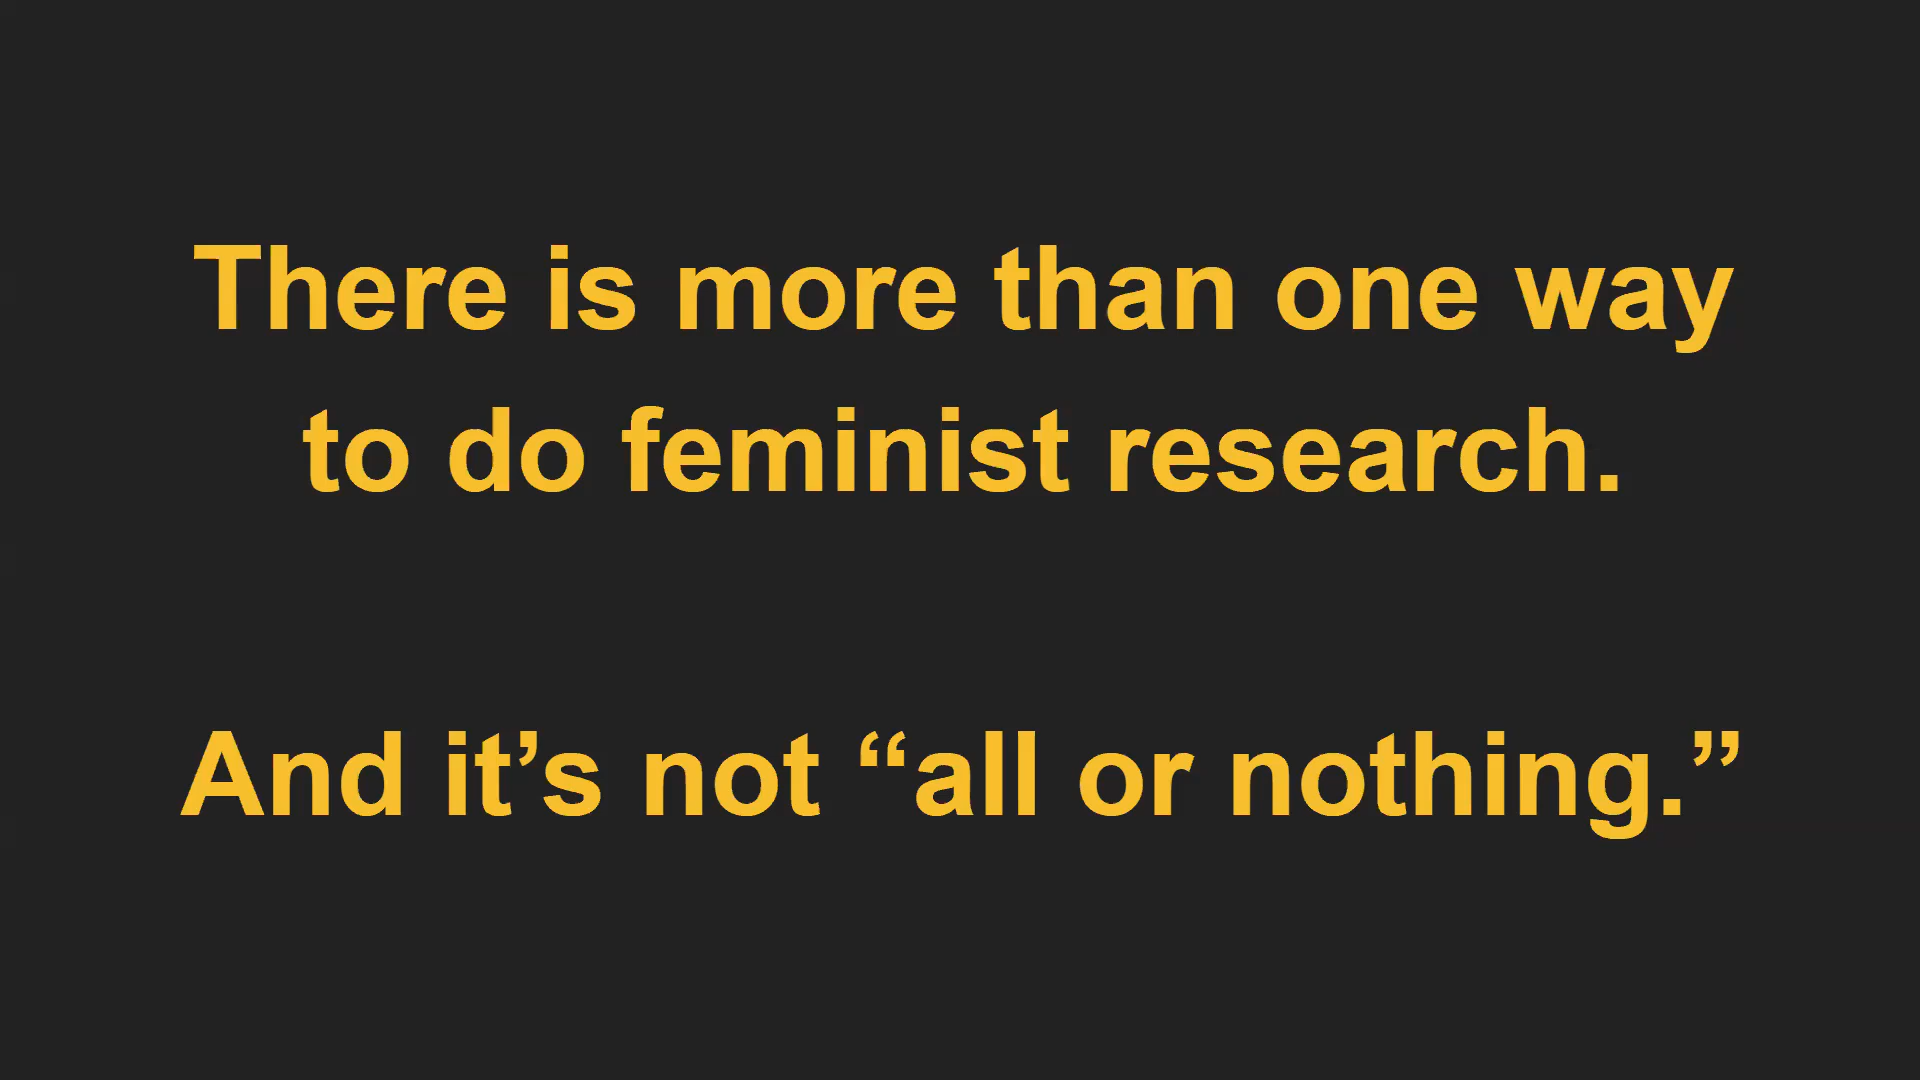 There is more than one way
to do feminist research.
And it’s not “all or nothing.”